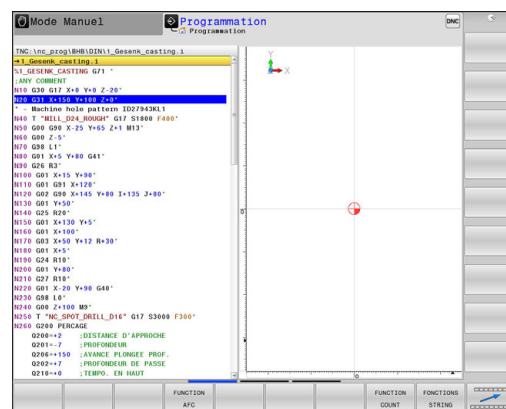 Mode Manuel
Programmation
Programmation
DNC
TNC:\nc_prog\BHB\DIN\1_Gesenk_casting.i
→1_Gesenk_casting.i
%1_GESENK_CASTING G71 *
;ANY COMMENT
N10 G30 G17 X+0 Y+0 Z-20*
N20 G31 X+150 Y+100 Z+0*
* - Machine hole pattern ID27943KL1
N40 T "MILL_D24_ROUGH" G17 S1800 F400*
N50 G00 G90 X-25 Y+65 Z+1 M13*
N60 G00 Z-5*
N70 G98 L1*
N80 G01 X+5 Y+80 G41*
N90 G26 R3*
N100 G01 X+15 Y+90*
N110 G01 G91 X+120*
N120 G02 G90 X+145 Y+80 I+135 J+80*
N130 G01 Y+50*
N140 G25 R20*
N150 G01 X+130 Y+5*
N160 G01 X+100*
N170 G03 X+50 Y+12 R+30*
N180 G01 X+5*
N190 G24 R10*
N200 G01 Y+80*
N210 G27 R10*
N220 G01 X-20 Y+90 G40*
N230 G98 L0*
N240 G00 Z+100 M9*
N250 T "NC_SPOT_DRILL_D16" G17 S3000 F300*
N260 G200 PERCAGE
Q200=+2 ;DISTANCE D'APPROCHE
Q201=-7 ;PROFONDEUR
Q206=+150 ;AVANCE PLONGEE PROF.
Q202=+7 ;PROFONDEUR DE PASSE
Q210=+0 ;TEMPO. EN HAUT
Y
X
0
0
FUNCTION
AFC
FUNCTION
COUNT
FONCTIONS
STRING